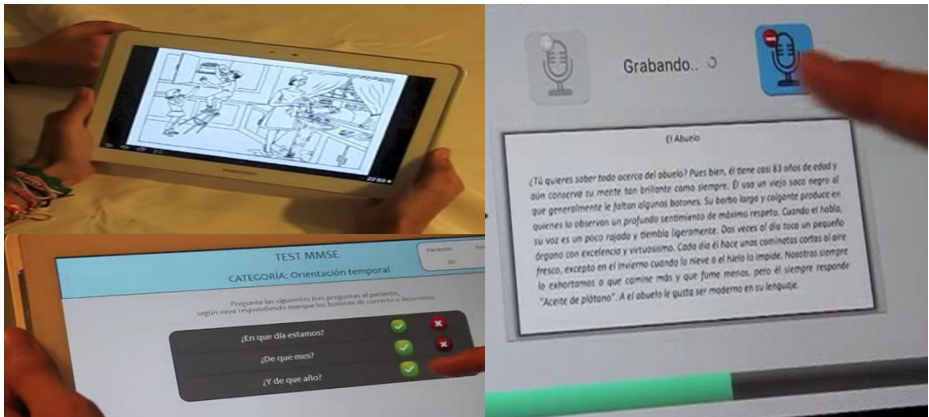 SAMSUNG
TEST MMSE
CATEGORÍA: Orientación temporal
Paciente:
Pregunta las siguientes tres preguntas al paciente,
según vaya respondiendo marque los botones de correcto o incorrecto
¿En que día estamos?
¿De que mes?
¿Y de que año?
Grabando..
El Abuelo
¿Tú quieres saber todo acerca del abuelo? Pues bien, él tiene casi 83 años de edad y
aún conserva su mente tan brillante como siempre. Él usa un viejo saco negro al
que generalmente le faltan algunos botones. Su barba larga y colgante produce en
quienes lo observan un profundo sentimiento de máximo respeto. Cuando él habla,
su voz es un poco rajada y tiembla ligeramente. Dos veces al día toca un pequeño
órgano con excelencia y virtuosismo. Cada día él hace unas caminatas cortas al aire
fresco, excepto en el invierno cuando la nieve o el hielo lo impide. Nosotros siempre
lo exhortamos a que camine más y que fume menos, pero él siempre responde
"Aceite de plátano". A el abuelo le gusta ser moderno en su lenguaje.